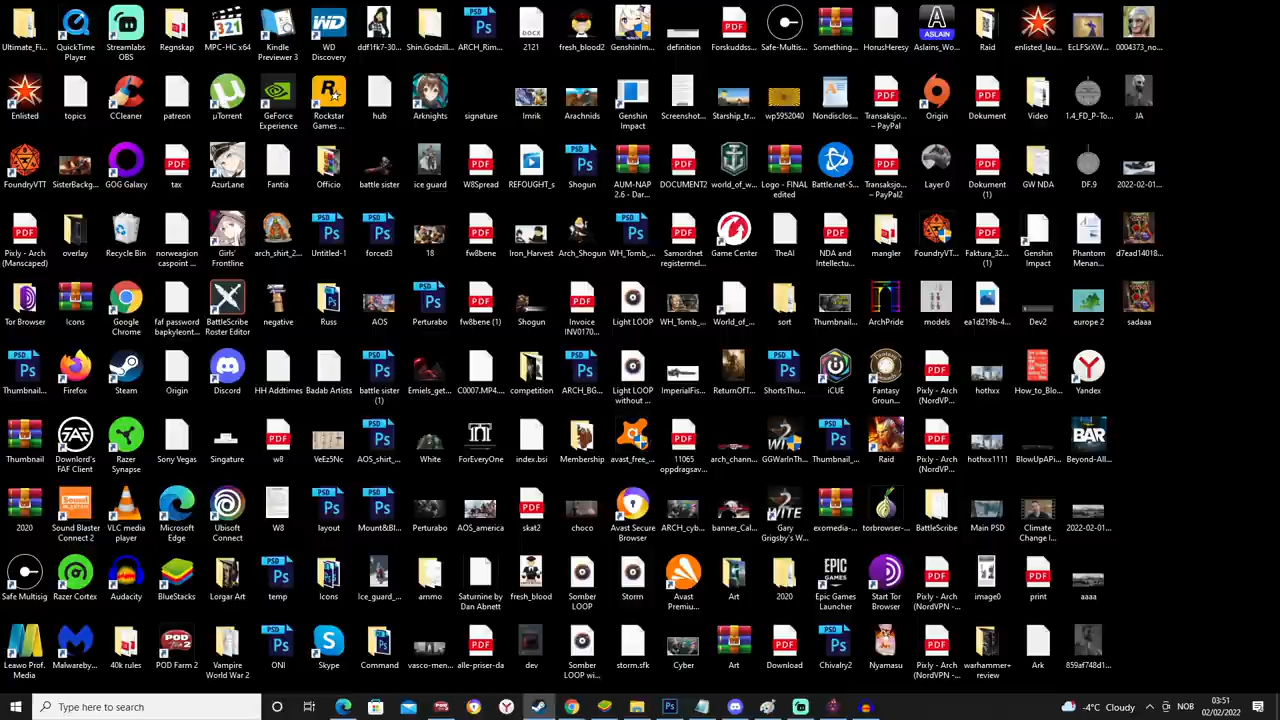 Ultimate_Fi...
QuickTime Player
Streamlabs OBS
Regnskap
MPC-HC x64
Kindle Previewer 3
WD Discovery
ddf1fk7-30...
Shin.Godzill...
ARCH_Rim...
2121
fresh_blood2
GenshinIm...
definition
Forskuddss...
Safe-Multis...
Something...
HorusHeresy
Aslains_Wo...
Raid
enlisted_lau...
EcLFSrXW...
0004373_no...
Enlisted
topics
CCleaner
patreon
µTorrent
GeForce Experience
Rockstar Games ...
hub
Arknights
signature
Imrik
Arachnids
Genshin Impact
Screenshot...
Starship_tr...
wp5952040
Nondisclos...
Transaksjo... – PayPal
Origin
Dokument
Video
1.4_FD_P-To...
JA
FoundryVTT
SisterBackg...
GOG Galaxy
tax
AzurLane
Fantia
Officio
battle sister
ice guard
W8Spread
REFOUGHT_s
Shogun
AUM-NAP 2.6 - Dar...
DOCUMENT2
world_of_w...
Logo - FINAL edited
Battle.net-S...
Transaksjo... – PayPal2
Layer 0
Dokument (1)
GW NDA
DF.9
2022-02-01...
Pixly - Arch (Manscaped)
overlay
Recycle Bin
norweagion caspoint ...
Girls' Frontline
arch_shirt_2...
Untitled-1
forced3
18
fw8bene
Iron_Harvest
Arch_Shogun
WH_Tomb_...
Samordnet registermel...
Game Center
TheAI
NDA and Intellectu...
mangler
FoundryVT...
Faktura_32... (1)
Genshin Impact
Phantom Menan...
d7ead14018...
Tor Browser
Icons
Google Chrome
faf password bapkyleont...
BattleScribe Roster Editor
negative
Russ
AOS
Perturabo
fw8bene (1)
Shogun
Invoice INV0170...
Light LOOP
WH_Tomb_...
World_of_...
sort
Thumbnail...
ArchPride
models
ea1d219b-4...
Dev2
europe 2
sadaaa
Thumbnail...
Firefox
Steam
Origin
Discord
HH Addtimes
Badab Artists
battle sister (1)
Emiels_get...
C0007.MP4...
competition
ARCH_BG...
Light LOOP without ...
ImperialFis...
ReturnOfT...
ShortsThu...
iCUE
Fantasy Groun...
Pixly - Arch (NordVP...
hothxx
How_to_Blo...
Yandex
Thumbnail
Downlord's FAF Client
Razer Synapse
Sony Vegas
Singature
w8
VeEz5Nc
AOS_shirt_...
White
ForEveryOne
index.bsi
Membership
avast_free_...
11065 oppdragsav...
arch_chann...
GGWarInTh...
Thumbnail_...
Raid
Pixly - Arch (NordVP...
hothxx1111
BlowUpAPi...
Beyond-All...
2020
Sound Blaster Connect 2
VLC media player
Microsoft Edge
Ubisoft Connect
W8
layout
Mount&Bl...
Perturabo
AOS_america
skat2
choco
Avast Secure Browser
ARCH_cyb...
banner_Cal...
Gary Grigsby's W...
exomedia-...
torbrowser-...
BattleScribe
Main PSD
Climate Change I...
2022-02-01...
Safe Multisig
Razer Cortex
Audacity
BlueStacks
Lorgar Art
temp
Icons
Ice_guard_...
ammo
Saturnine by Dan Abnett
fresh_blood
Somber LOOP
Storm
Avast Premiu...
Art
2020
Epic Games Launcher
Start Tor Browser
Pixly - Arch (NordVPN -...
image0
print
aaaa
Leawo Prof. Media
Malwareby...
40k rules
POD Farm 2
Vampire World War 2
ONI
Skype
Command
vasco-men...
alle-priser-da
dev
Somber LOOP wi...
storm.sfk
Cyber
Art
Download
Chivalry2
Nyamasu
Pixly - Arch (NordVPN -...
warhammer+ review
Ark
859af748d1...
Type here to search
-4°C Cloudy
NOB
03:51
02/02/2022